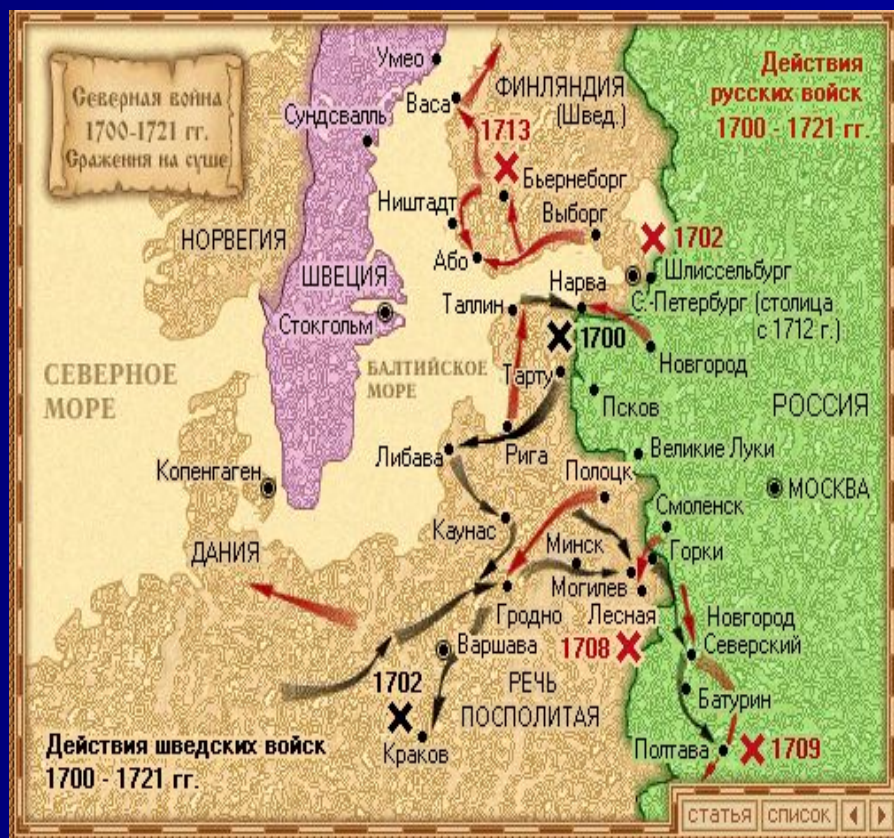 Северная война
1700-1721 гг.
Сражения на суше
Действия
русских войск
1700 - 1721 гг.
Умео
Васа
ФИНЛЯНДИЯ
(Швед.)
Сундсвалль
1713
Бьернеборг
Ништадт
Выборг
1702
НОРВЕГИЯ
Або
Шлиссельбург
ШВЕЦИЯ
Нарва
С.-Петербург (столица
с 1712 г.)
Таллин
Стокгольм
1700
Новгород
БАЛТИЙСКОЕ
МОРЕ
СЕВЕРНОЕ
МОРЕ
Тарту
Псков
РОССИЯ
Либава
Рига
Великие Луки
Полоцк
Копенгаген
МОСКВА
Смоленск
Каунас
Минск
Горки
ДАНИЯ
Могилев
Гродно
Лесная
Новгород
Северский
Варшава
1708
1702
РЕЧЬ
ПОСПОЛИТАЯ
Батурин
Краков
Полтава
1709
Действия шведских войск
1700 - 1721 гг.
статья
список